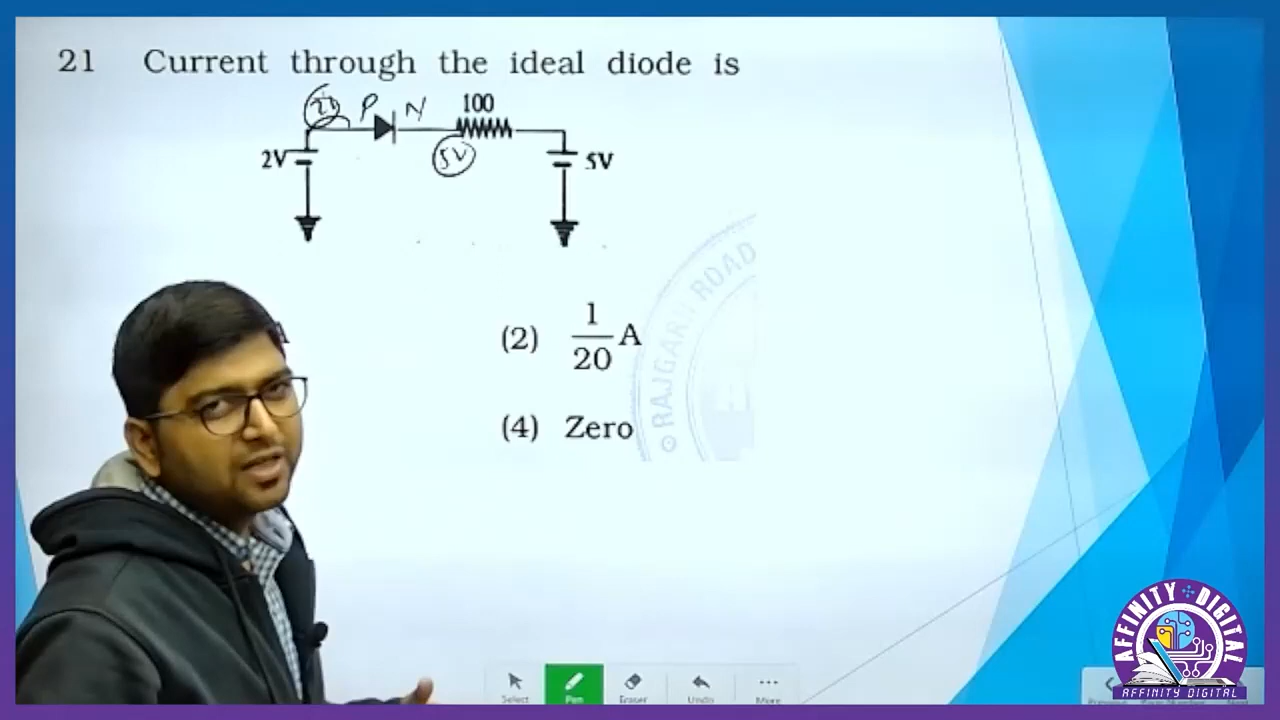 21 Current through the ideal diode is
2V P N 100
2V 5V 5V
(2) 1/20 A
(4) Zero
RAJGARH ROAD
Select Pen Eraser Undo More
AFFINITY DIGITAL
AFFINITY DIGITAL